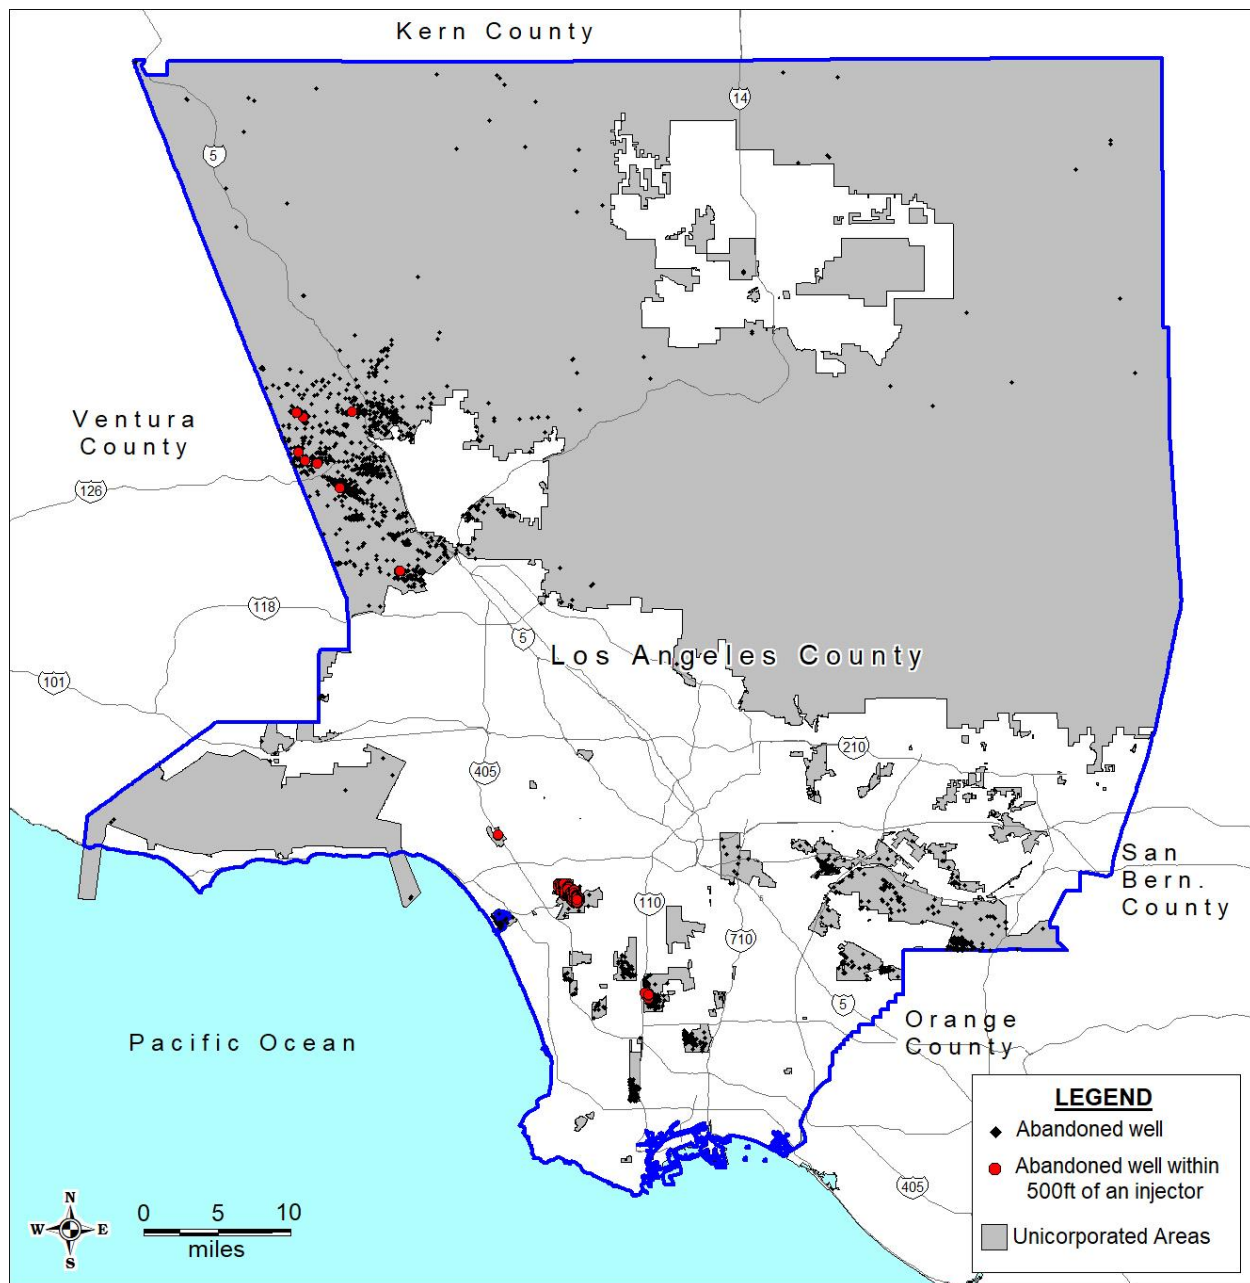 Kern County
14
5
Ventura
County
126
118
5
Los Angeles County
101
210
405
San
Bern.
County
110
710
5
Orange
County
Pacific Ocean
LEGEND
Abandoned well
Abandoned well within
500ft of an injector
Unicorporated Areas
405
N
W E
S
0 5 10
miles